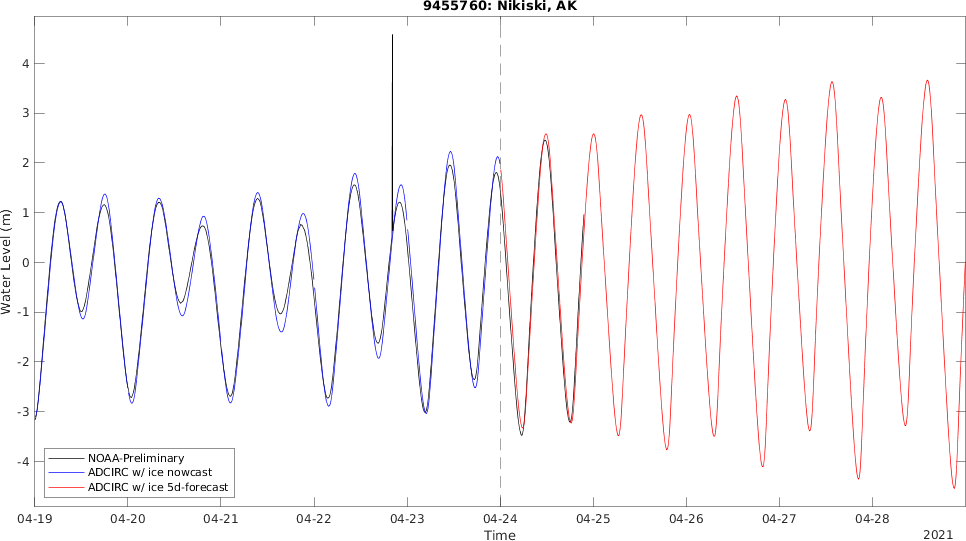 9455760: Nikiski, AK
Water Level (m)
4
3
2
1
0
-1
-2
-3
-4
NOAA-Preliminary
ADCIRC w/ ice nowcast
ADCIRC w/ ice 5d-forecast
04-19 04-20 04-21 04-22 04-23 04-24 04-25 04-26 04-27 04-28
Time
2021